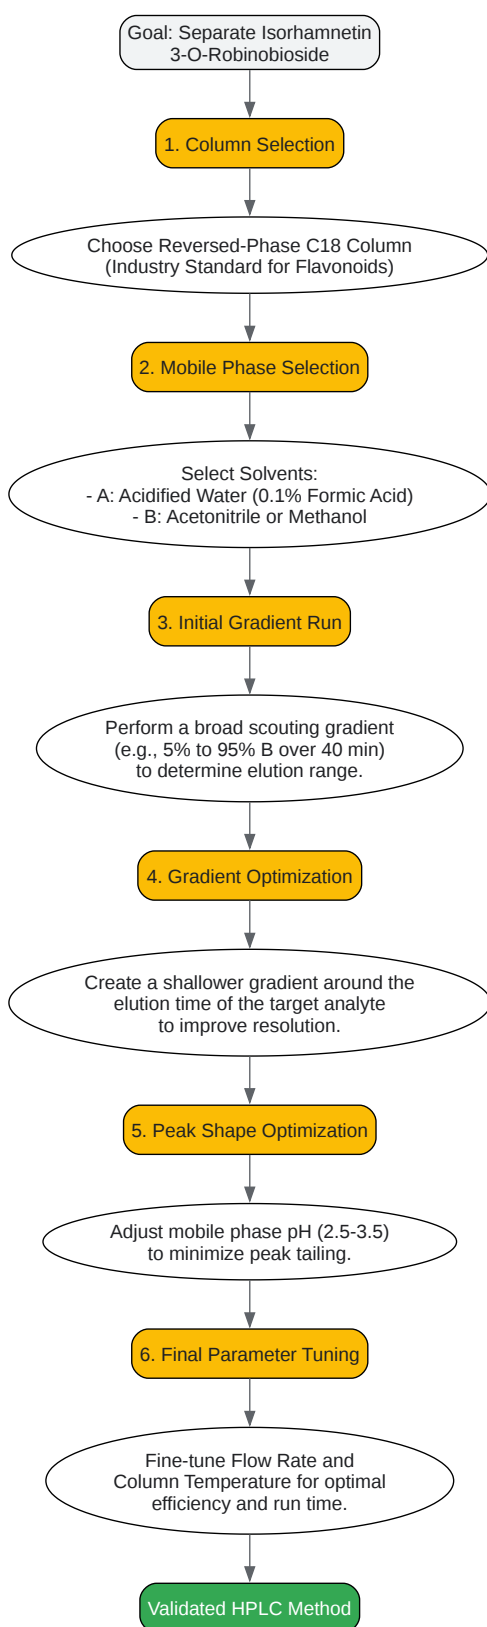 Goal: Separate Isorhamnetin
3-O-Robinobioside
1. Column Selection
Choose Reversed-Phase C18 Column
(Industry Standard for Flavonoids)
2. Mobile Phase Selection
Select Solvents:
- A: Acidified Water (0.1% Formic Acid)
- B: Acetonitrile or Methanol
3. Initial Gradient Run
Perform a broad scouting gradient
(e.g., 5% to 95% B over 40 min)
to determine elution range.
4. Gradient Optimization
Create a shallower gradient around the
elution time of the target analyte
to improve resolution.
5. Peak Shape Optimization
Adjust mobile phase pH (2.5-3.5)
to minimize peak tailing.
6. Final Parameter Tuning
Fine-tune Flow Rate and
Column Temperature for optimal
efficiency and run time.
Validated HPLC Method